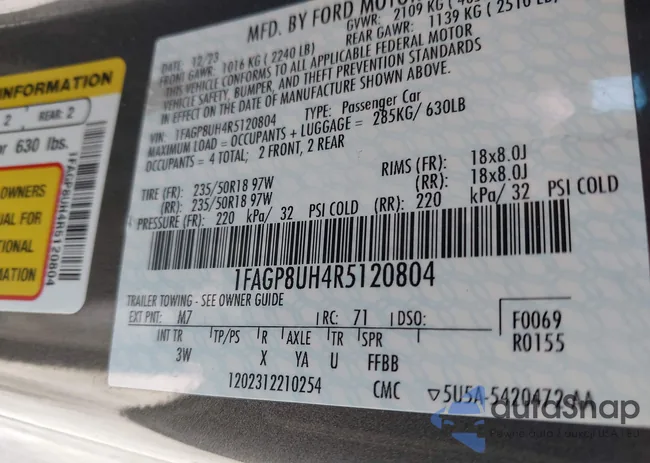 MFD. BY FORD MOTOR
DATE: 12/23 GVWR: 2109 KG
FRONT GAWR: 1016 KG (2240 LB) REAR GAWR: 1139 KG (2510 LB)
THIS VEHICLE CONFORMS TO ALL APPLICABLE FEDERAL MOTOR
VEHICLE SAFETY, BUMPER, AND THEFT PREVENTION STANDARDS
IN EFFECT ON THE DATE OF MANUFACTURE SHOWN ABOVE.
VIN: 1FAGP8UH4R5120804 TYPE: Passenger Car
MAXIMUM LOAD = OCCUPANTS + LUGGAGE = 285KG/ 630LB
OCCUPANTS = 4 TOTAL; 2 FRONT, 2 REAR
TIRE (FR): 235/50R18 97W RIMS (FR): 18x8.0J
(RR): 235/50R18 97W (RR): 18x8.0J
PRESSURE (FR): 220 kPa/ 32 PSI COLD (RR): 220 kPa/ 32 PSI COLD
1FAGP8UH4R5120804
TRAILER TOWING - SEE OWNER GUIDE
EXT PNT: M7 RC: 71 DSO: F0069
R0155
INT TR TP/PS R AXLE TR SPR
3W X YA U FFBB
1202312210254 CMC ▽5U5A-5420472-AA
INFORMATION
2 REAR: 2
or 630 lbs.
OWNERS
UAL FOR
TIONAL
MATION
1FAGP8UH4R5120804
autoSnap